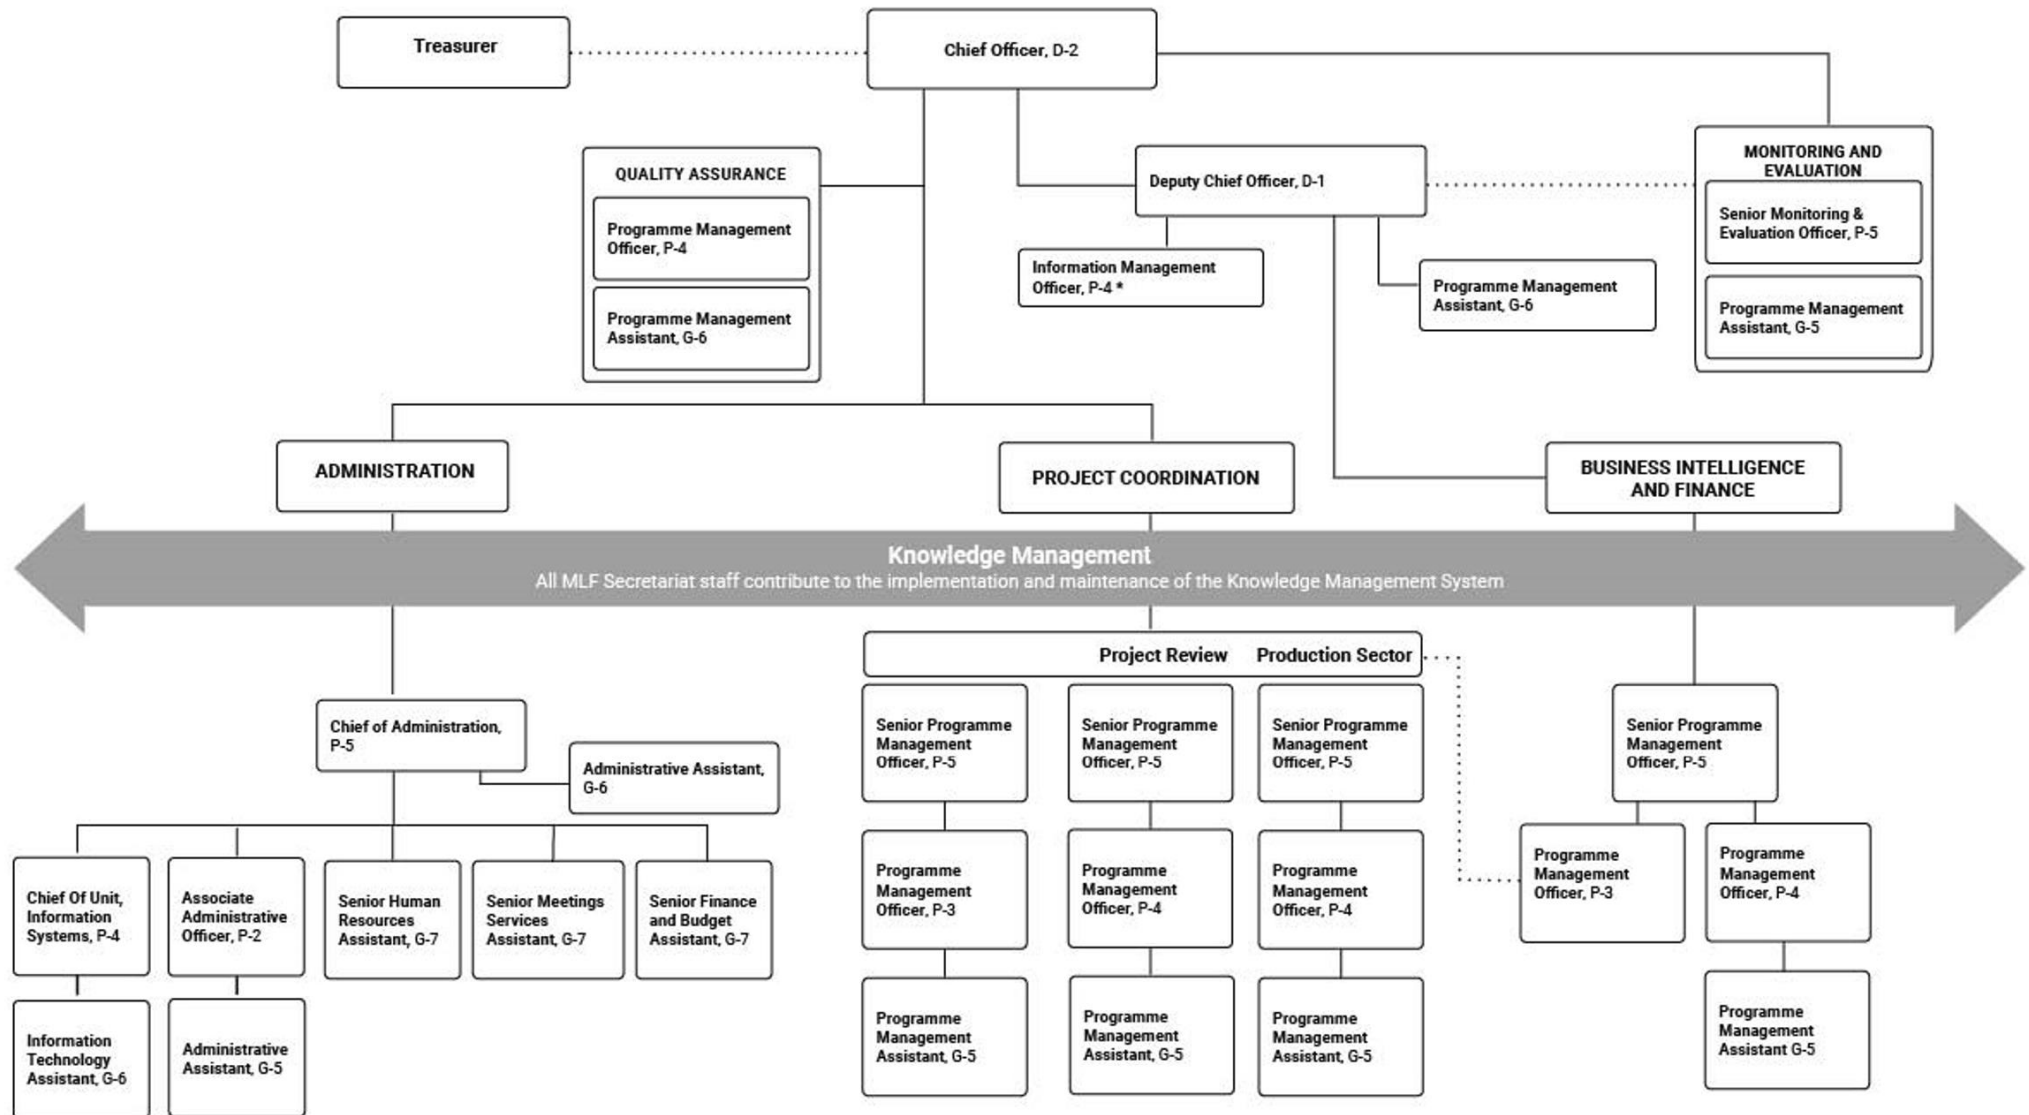 Treasurer
Chief Officer, D-2
QUALITY ASSURANCE
Programme Management
Officer, P-4
Programme Management
Assistant, G-6
Deputy Chief Officer, D-1
Information Management
Officer, P-4 *
Programme Management
Assistant, G-6
MONITORING AND
EVALUATION
Senior Monitoring &
Evaluation Officer, P-5
Programme Management
Assistant, G-5
ADMINISTRATION
PROJECT COORDINATION
BUSINESS INTELLIGENCE
AND FINANCE
Knowledge Management
All MLF Secretariat staff contribute to the implementation and maintenance of the Knowledge Management System
Chief of Administration,
P-5
Administrative Assistant,
G-6
Chief Of Unit,
Information
Systems, P-4
Associate
Administrative
Officer, P-2
Senior Human
Resources
Assistant, G-7
Senior Meetings
Services
Assistant, G-7
Senior Finance
and Budget
Assistant, G-7
Information
Technology
Assistant, G-6
Administrative
Assistant, G-5
Project Review Production Sector
Senior Programme
Management
Officer, P-5
Senior Programme
Management
Officer, P-5
Senior Programme
Management
Officer, P-5
Programme
Management
Officer, P-3
Programme
Management
Officer, P-4
Programme
Management
Officer, P-4
Programme
Management
Assistant, G-5
Programme
Management
Assistant, G-5
Programme
Management
Assistant, G-5
Senior Programme
Management
Officer, P-5
Programme
Management
Officer, P-3
Programme
Management
Officer, P-4
Programme
Management
Assistant G-5